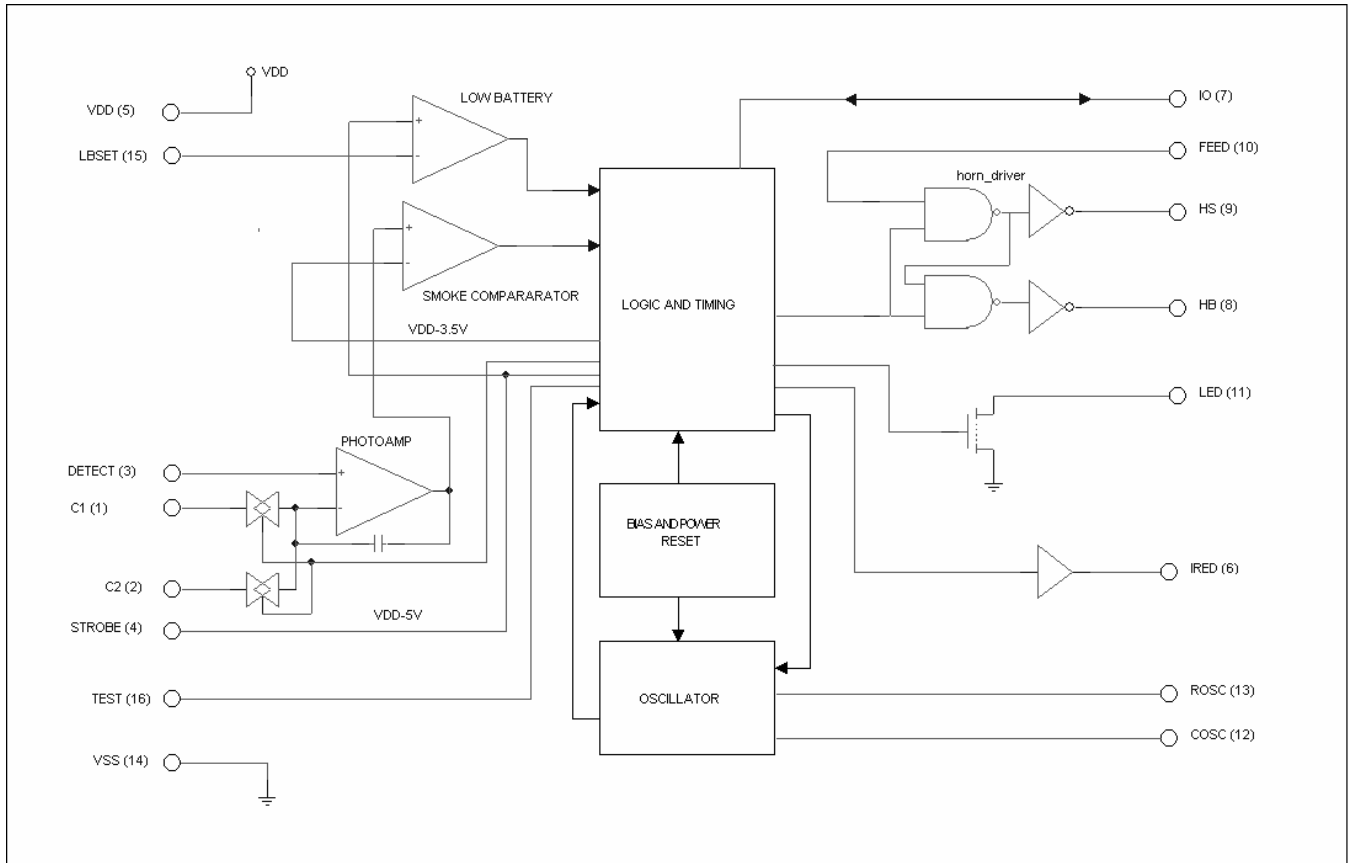 VDD
VDD (5)
LOW BATTERY
IO (7)
+
LBSET (15)
-
FEED (10)
horn_driver
HS (9)
+
-
SMOKE COMPARARATOR
LOGIC AND TIMING
HB (8)
VDD-3.5V
LED (11)
PHOTOAMP
DETECT (3)
+
C1 (1)
-
BIAS AND POWER
RESET
IRED (6)
C2 (2)
VDD-5V
STROBE (4)
TEST (16)
OSCILLATOR
ROSC (13)
COSC (12)
VSS (14)